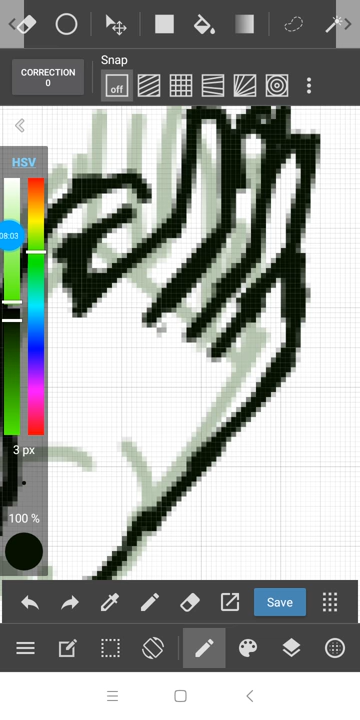 Snap
CORRECTION
0
off
HSV
08:03
3 px
100 %
Save